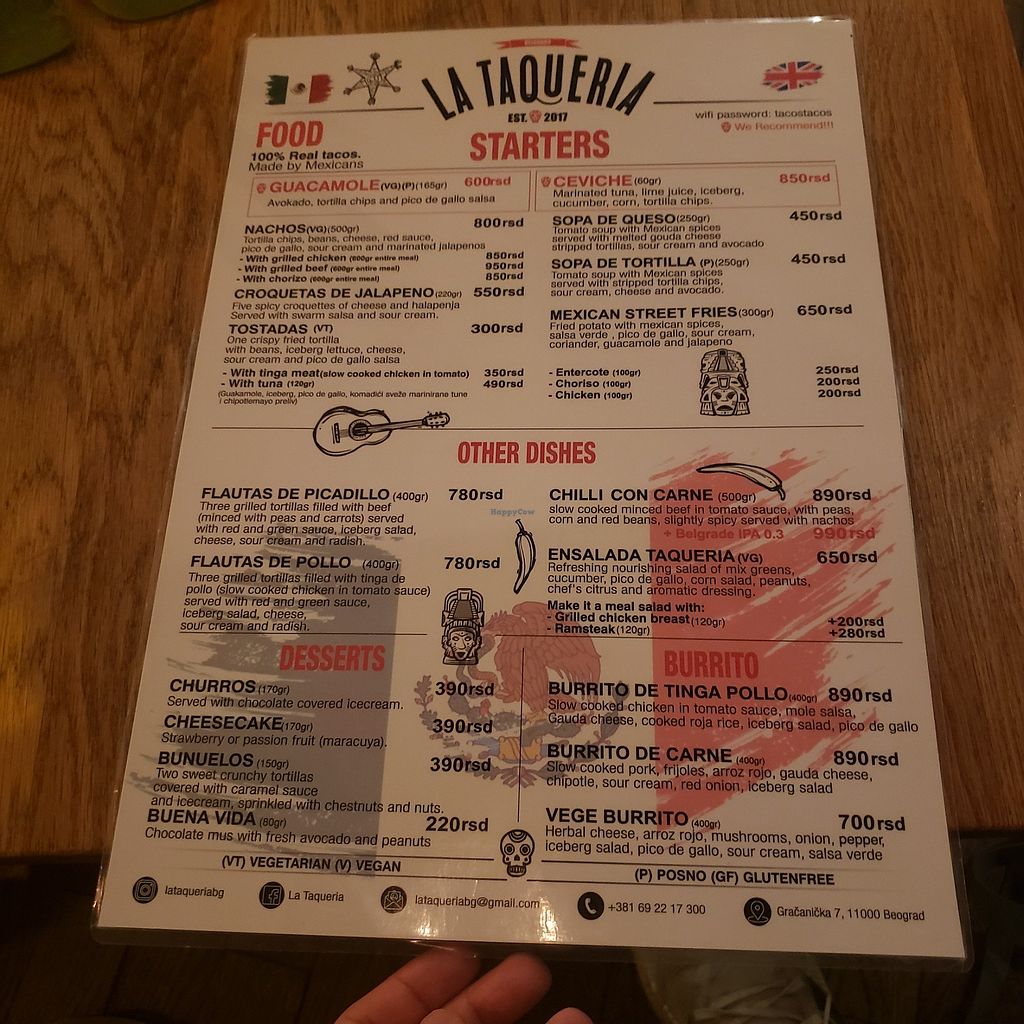 LA TAQUERIA
EST. 2017
wifi password: tacostacos
We Recommend!!!
FOOD
100% Real tacos.
Made by Mexicans
STARTERS
GUACAMOLE (VG)(P)(165gr) 600rsd
Avokado, tortilla chips and pico de gallo salsa
NACHOS(VG)(500gr) 800rsd
Tortilla chips, beans, cheese, red sauce,
pico de gallo, sour cream and marinated jalapenos
- With grilled chicken (600gr entire meal) 850rsd
- With grilled beef (600gr entire meal) 950rsd
- With chorizo (600gr entire meal) 850rsd
CROQUETAS DE JALAPENO(220gr) 550rsd
Five spicy croquettes of cheese and halapenja
Served with swarm salsa and sour cream.
TOSTADAS (VT) 300rsd
One crispy fried tortilla
with beans, iceberg lettuce, cheese,
sour cream and pico de gallo salsa
- With tinga meat(slow cooked chicken in tomato) 350rsd
- With tuna (120gr) 490rsd
(Guakamole, iceberg, pico de gallo, komadići sveže marinirane tune
i chipotlemayo preliv)
CEVICHE(60gr) 850rsd
Marinated tuna, lime juice, iceberg,
cucumber, corn, tortilla chips.
SOPA DE QUESO(250gr) 450rsd
Tomato soup with Mexican spices
served with melted gouda cheese
stripped tortillas, sour cream and avocado
SOPA DE TORTILLA (P)(250gr) 450rsd
Tomato soup with Mexican spices
served with stripped tortilla chips,
sour cream, cheese and avocado.
MEXICAN STREET FRIES(300gr) 650rsd
Fried potato with mexican spices,
salsa verde , pico de gallo, sour cream,
coriander, guacamole and jalapeno
- Entercote (100gr) 250rsd
- Choriso (100gr) 200rsd
- Chicken (100gr) 200rsd
OTHER DISHES
FLAUTAS DE PICADILLO (400gr) 780rsd
Three grilled tortillas filled with beef
(minced with peas and carrots) served
with red and green sauce, iceberg salad,
cheese, sour cream and radish.
FLAUTAS DE POLLO (400gr) 780rsd
Three grilled tortillas filled with tinga de
pollo (slow cooked chicken in tomato sauce)
served with red and green sauce,
iceberg salad, cheese,
sour cream and radish.
HappyCow
CHILLI CON CARNE (500gr) 890rsd
slow cooked minced beef in tomato sauce, with peas,
corn and red beans, slightly spicy served with nachos
+ Belgrade IPA 0.3 990rsd
ENSALADA TAQUERIA(VG) 650rsd
Refreshing nourishing salad of mix greens,
cucumber, pico de gallo, corn salad, peanuts,
chef's citrus and aromatic dressing.
Make it a meal salad with:
- Grilled chicken breast(120gr) +200rsd
- Ramsteak(120gr) +280rsd
DESSERTS
CHURROS (170gr) 390rsd
Served with chocolate covered icecream.
CHEESECAKE(170gr) 390rsd
Strawberry or passion fruit (maracuya).
BUNUELOS (150gr) 390rsd
Two sweet crunchy tortillas
covered with caramel sauce
and icecream, sprinkled with chestnuts and nuts.
BUENA VIDA (80gr) 220rsd
Chocolate mus with fresh avocado and peanuts
(VT) VEGETARIAN (V) VEGAN
BURRITO
BURRITO DE TINGA POLLO(400gr) 890rsd
Slow cooked chicken in tomato sauce, mole salsa,
Gauda cheese, cooked roja rice, iceberg salad, pico de gallo
BURRITO DE CARNE (400gr) 890rsd
Slow cooked pork, frijoles, arroz rojo, gauda cheese,
chipotle, sour cream, red onion, iceberg salad
VEGE BURRITO (400gr) 700rsd
Herbal cheese, arroz rojo, mushrooms, onion, pepper,
iceberg salad, pico de gallo, sour cream, salsa verde
(P) POSNO (GF) GLUTENFREE
lataqueriabg
La Taqueria
lataqueriabg@gmail.com
+381 69 22 17 300
Gračanička 7, 11000 Beograd